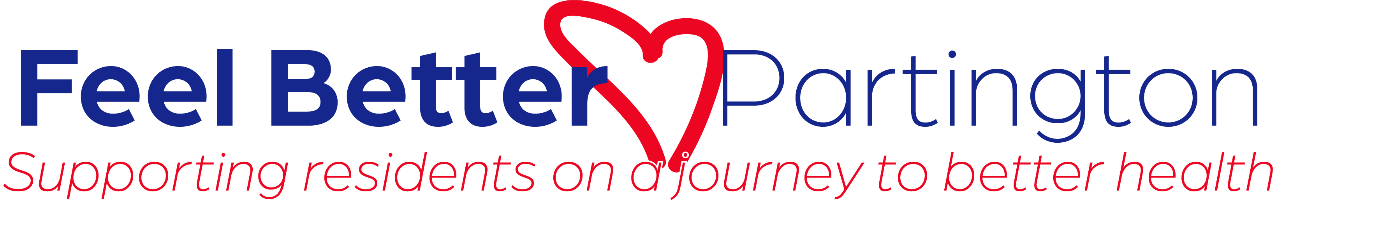 Feel Better Partington
Supporting residents on a journey to better health